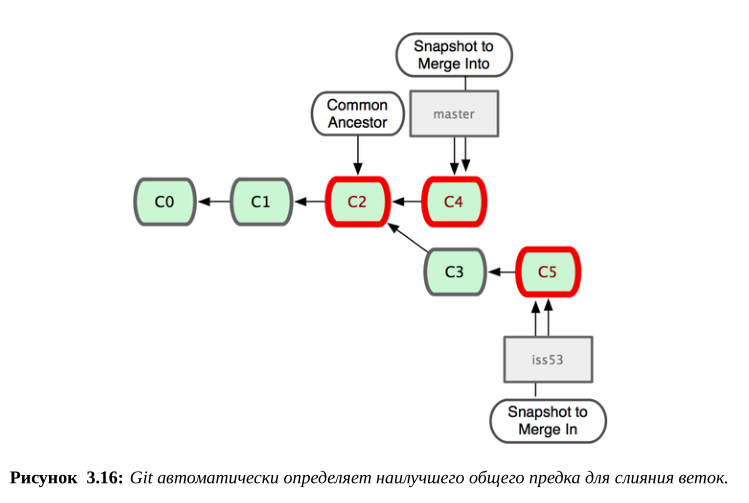 Snapshot to
Merge Into
Common
Ancestor
master
C0
C1
C2
C4
C3
C5
iss53
Snapshot to
Merge In
Рисунок 3.16: Git автоматически определяет наилучшего общего предка для слияния веток.